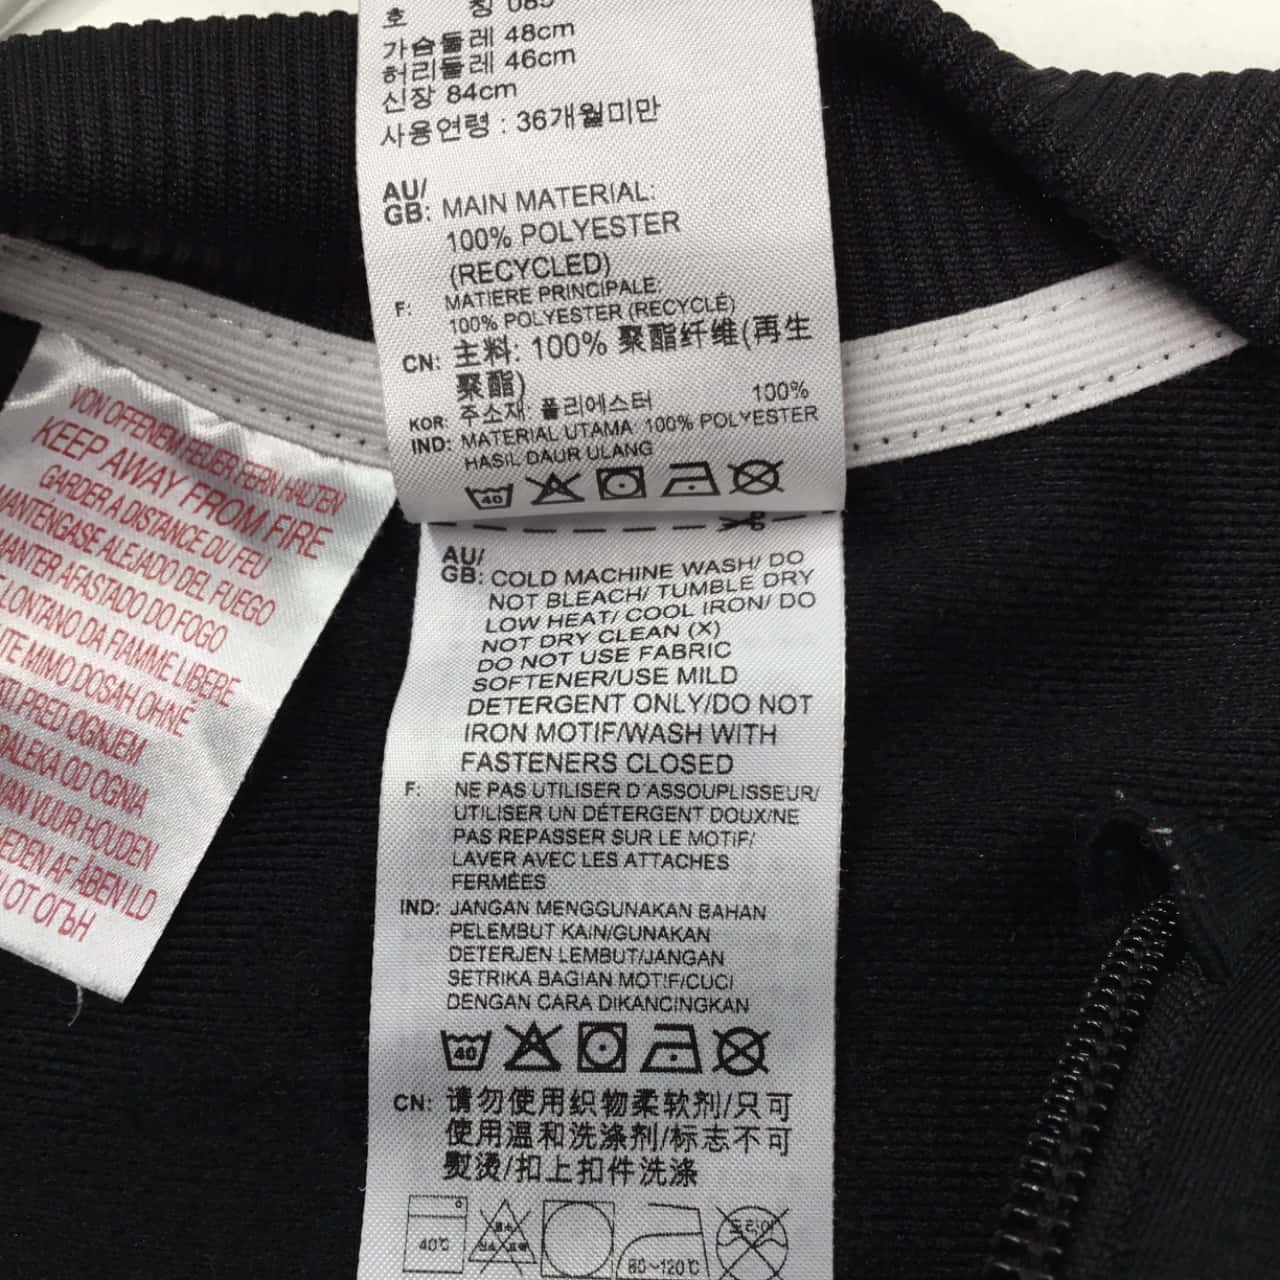 호 칭 085
가슴둘레 48cm
허리둘레 46cm
신장 84cm
사용연령 : 36개월미만
AU/
GB: MAIN MATERIAL:
100% POLYESTER
(RECYCLED)
F: MATIERE PRINCIPALE:
100% POLYESTER (RECYCLÉ)
CN: 主料: 100% 聚酯纤维(再生
聚酯)
KOR: 주소재: 폴리에스터 100%
IND: MATERIAL UTAMA 100% POLYESTER
HASIL DAUR ULANG
40
AU/
GB: COLD MACHINE WASH/ DO
NOT BLEACH/ TUMBLE DRY
LOW HEAT/ COOL IRON/ DO
NOT DRY CLEAN (X)
DO NOT USE FABRIC
SOFTENER/USE MILD
DETERGENT ONLY/DO NOT
IRON MOTIF/WASH WITH
FASTENERS CLOSED
F: NE PAS UTILISER D'ASSOUPLISSEUR/
UTILISER UN DÉTERGENT DOUX/NE
PAS REPASSER SUR LE MOTIF/
LAVER AVEC LES ATTACHES
FERMÉES
IND: JANGAN MENGGUNAKAN BAHAN
PELEMBUT KAIN/GUNAKAN
DETERJEN LEMBUT/JANGAN
SETRIKA BAGIAN MOTIF/CUCI
DENGAN CARA DIKANCINGKAN
40
CN: 请勿使用织物柔软剂/只可
使用温和洗涤剂/标志不可
熨烫/扣上扣件洗涤
40℃
80~120℃
드라이
VON OFFENEM FEUER FERN HALTEN
KEEP AWAY FROM FIRE
GARDER A DISTANCE DU FEU
MANTÉNGASE ALEJADO DEL FUEGO
MANTER AFASTADO DO FOGO
LONTANO DA FIAMME LIBERE
MIMO DOSAH OHNĚ
PRED OGNJEM
DALEKA OD OGNIA
VAN VUUR HOUDEN
AF ÅBEN ILD
ОТ ОГЪН